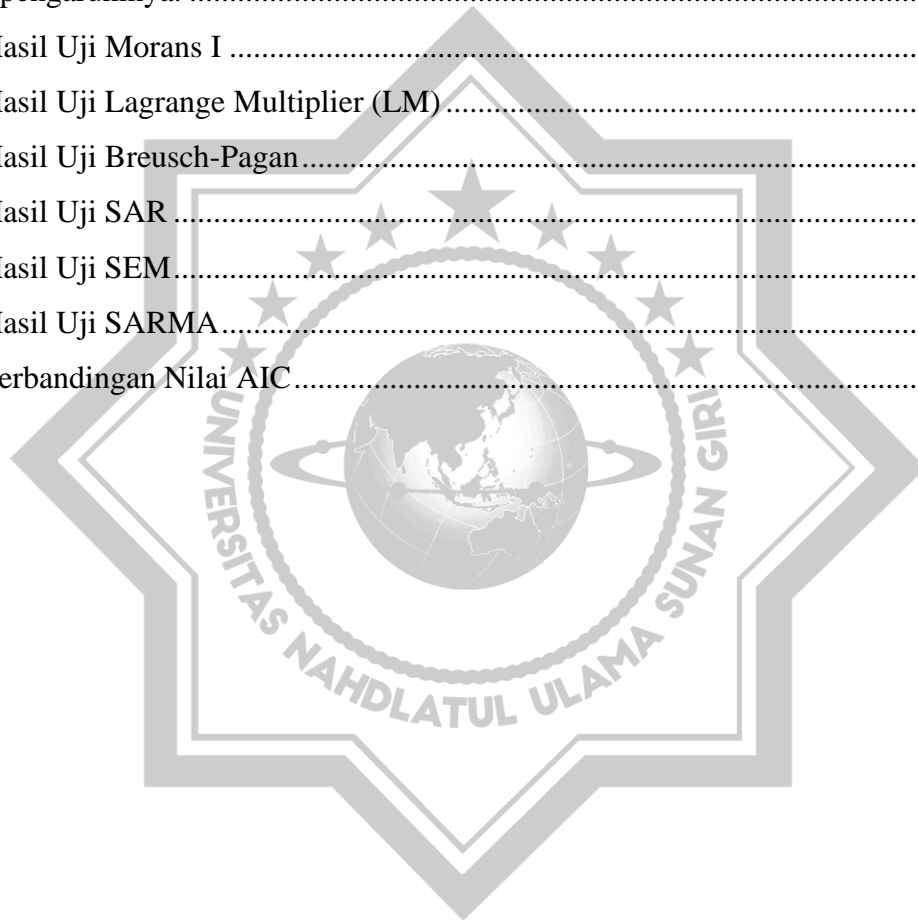 Hasil Uji Morans I ........................................................................................
Hasil Uji Lagrange Multiplier (LM) ............................................................
Hasil Uji Breusch-Pagan ..............................................................................
Hasil Uji SAR ................................................................................................
Hasil Uji SEM ................................................................................................
Hasil Uji SARMA .........................................................................................
Perbandingan Nilai AIC ...............................................................................
UNIVERSITAS NAHDLATUL ULAMA SUNAN GIRI